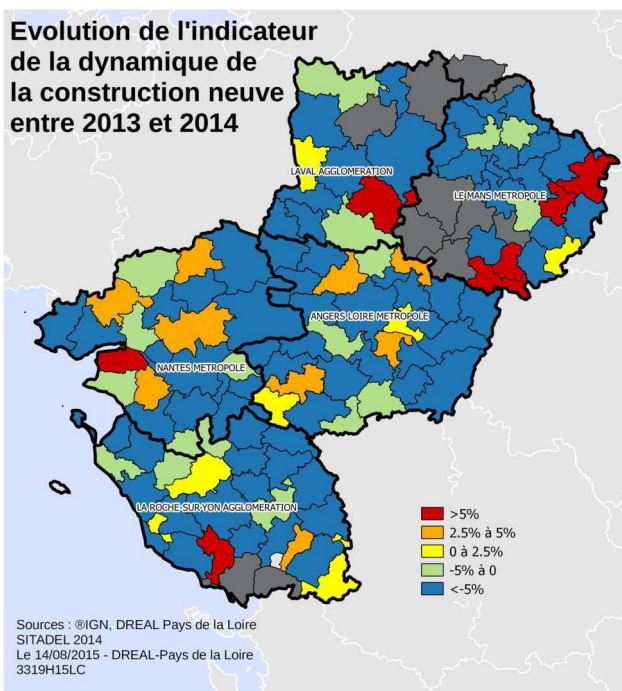 Evolution de l'indicateur
de la dynamique de
la construction neuve
entre 2013 et 2014
LAVAL AGGLOMERATION
LE MANS METROPOLE
ANGERS LOIRE METROPOLE
NANTES METROPOLE
LA ROCHE-SUR-YON AGGLOMERATION
>5%
2.5% à 5%
0 à 2.5%
-5% à 0
<-5%
Sources : ®IGN, DREAL Pays de la Loire
SITADEL 2014
Le 14/08/2015 - DREAL-Pays de la Loire
3319H15LC